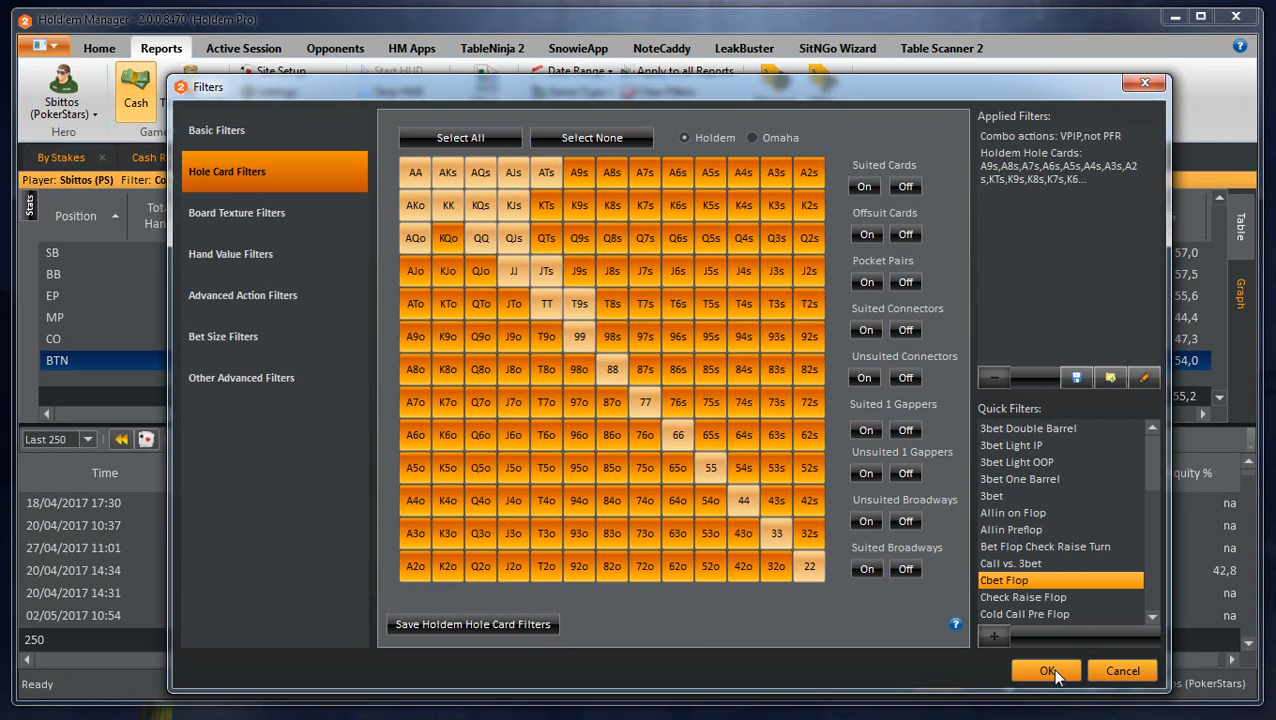 Hold'em Manager - 2.0.0.8470 (Holdem Pro)
Home Reports Active Session Opponents HM Apps TableNinja 2 SnowieApp NoteCaddy LeakBuster SitNGo Wizard Table Scanner 2
Site Setup Start HUD Date Range Apply to all Reports
Sbittos
(PokerStars)
Hero
Cash
By Stakes
Player: Sbittos (PS) Filter:
Stats
Position
SB
BB
EP
MP
CO
BTN
Last 250
Time
18/04/2017 17:30
20/04/2017 10:37
27/04/2017 11:01
20/04/2017 14:34
20/04/2017 14:31
02/05/2017 10:54
250
Ready
Filters
Basic Filters
Hole Card Filters
Board Texture Filters
Hand Value Filters
Advanced Action Filters
Bet Size Filters
Other Advanced Filters
Select All Select None Holdem Omaha
AA AKs AQs AJs ATs A9s A8s A7s A6s A5s A4s A3s A2s
AKo KK KQs KJs KTs K9s K8s K7s K6s K5s K4s K3s K2s
AQo KQo QQ QJs QTs Q9s Q8s Q7s Q6s Q5s Q4s Q3s Q2s
AJo KJo QJo JJ JTs J9s J8s J7s J6s J5s J4s J3s J2s
ATo KTo QTo JTo TT T9s T8s T7s T6s T5s T4s T3s T2s
A9o K9o Q9o J9o T9o 99 98s 97s 96s 95s 94s 93s 92s
A8o K8o Q8o J8o T8o 98o 88 87s 86s 85s 84s 83s 82s
A7o K7o Q7o J7o T7o 97o 87o 77 76s 75s 74s 73s 72s
A6o K6o Q6o J6o T6o 96o 86o 76o 66 65s 64s 63s 62s
A5o K5o Q5o J5o T5o 95o 85o 75o 65o 55 54s 53s 52s
A4o K4o Q4o J4o T4o 94o 84o 74o 64o 54o 44 43s 42s
A3o K3o Q3o J3o T3o 93o 83o 73o 63o 53o 43o 33 32s
A2o K2o Q2o J2o T2o 92o 82o 72o 62o 52o 42o 32o 22
Suited Cards
On Off
Offsuit Cards
On Off
Pocket Pairs
On Off
Suited Connectors
On Off
Unsuited Connectors
On Off
Suited 1 Gappers
On Off
Unsuited 1 Gappers
On Off
Unsuited Broadways
On Off
Suited Broadways
On Off
Save Holdem Hole Card Filters
Applied Filters:
Combo actions: VPIP,not PFR
Holdem Hole Cards:
A9s,A8s,A7s,A6s,A5s,A4s,A3s,A2
s,KTs,K9s,K8s,K7s,K6...
Quick Filters:
3bet Double Barrel
3bet Light IP
3bet Light OOP
3bet One Barrel
3bet
Allin on Flop
Allin Preflop
Bet Flop Check Raise Turn
Call vs. 3bet
Cbet Flop
Check Raise Flop
Cold Call Pre Flop
OK Cancel
57,0
57,5
55,6
44,4
47,3
54,0
55,2
Table
Graph
Equity %
na
na
na
42,8
na
na
(PokerStars)